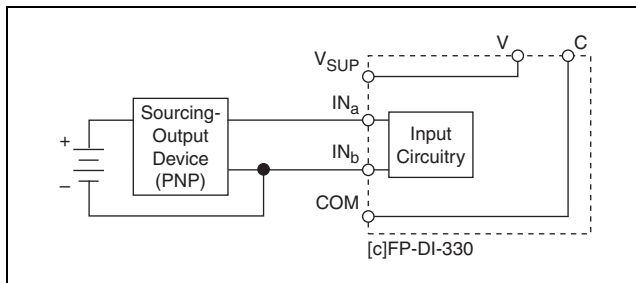 V C
V_SUP
Sourcing-
Output
Device
(PNP)
+
–
IN_a
IN_b
Input
Circuitry
COM
[c]FP-DI-330